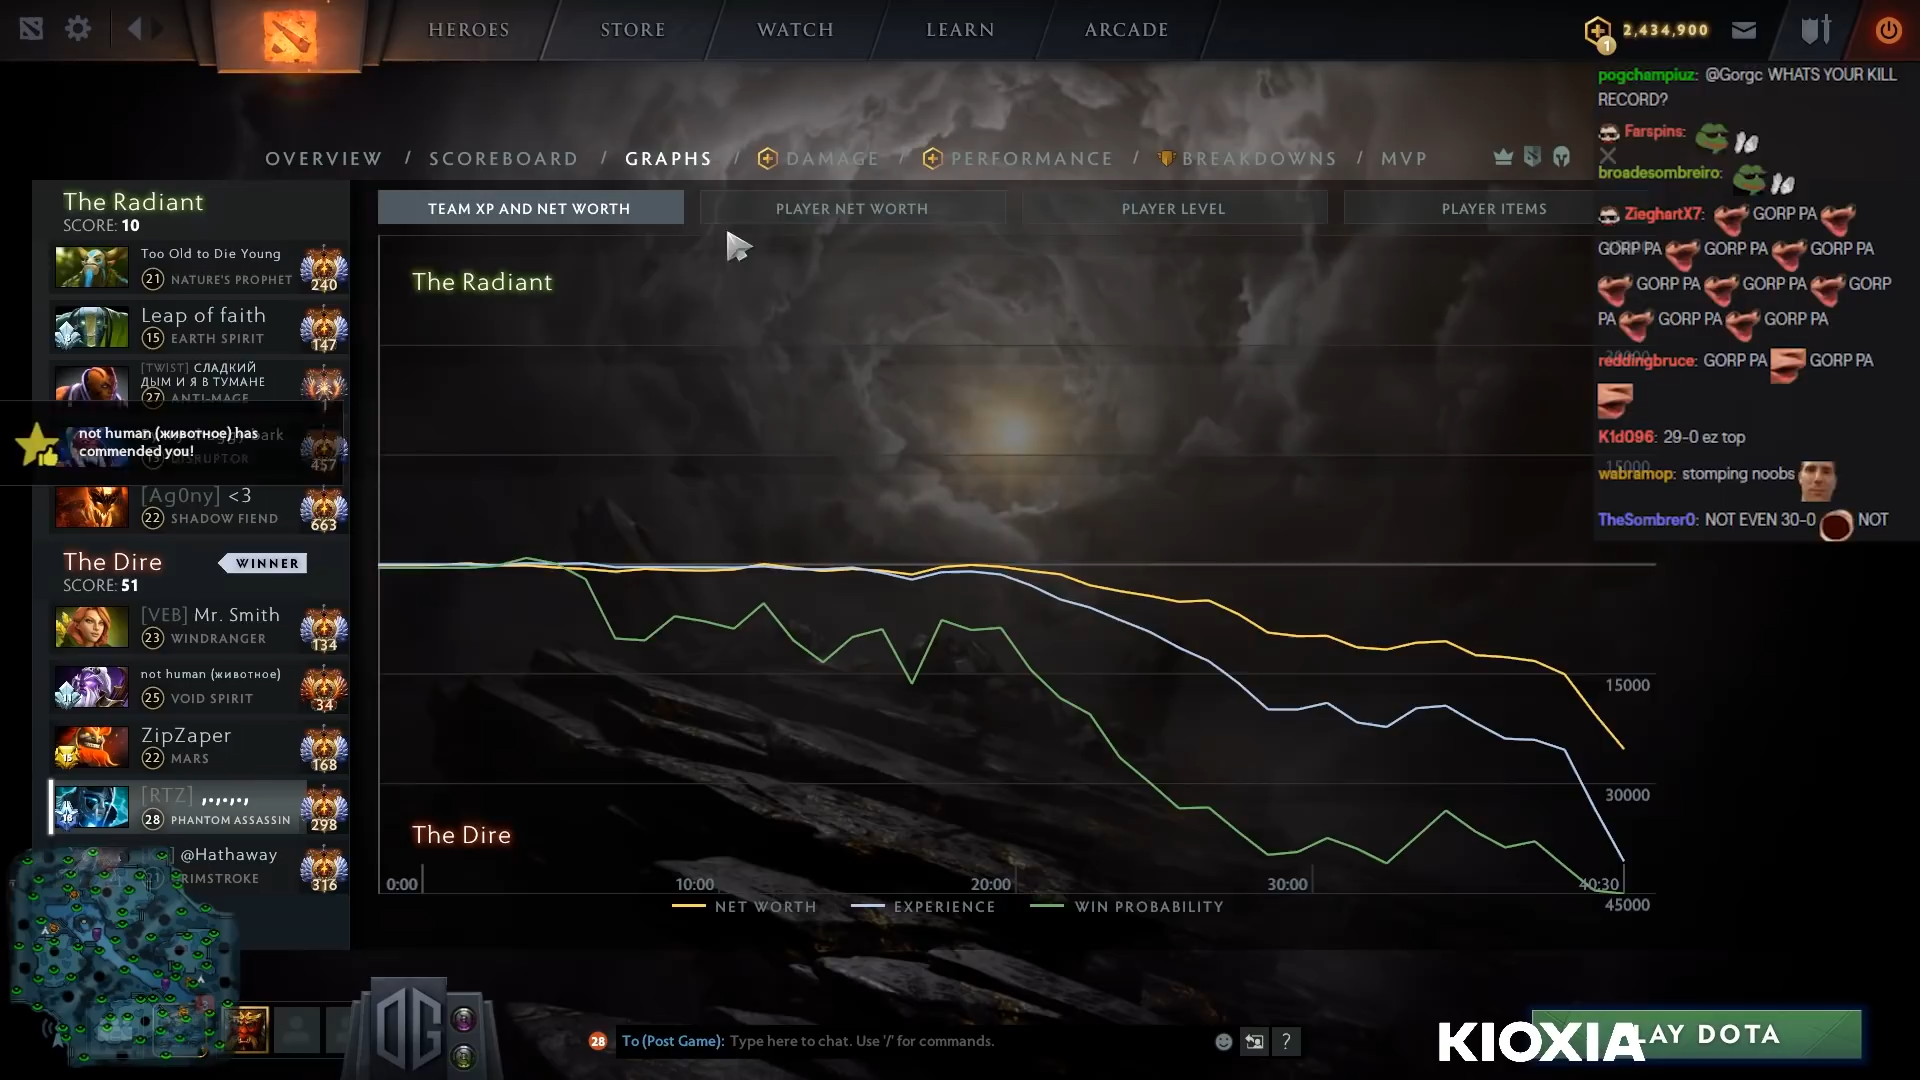 HEROES
STORE
WATCH
LEARN
ARCADE
1
2,434,900
OVERVIEW / SCOREBOARD / GRAPHS / DAMAGE / PERFORMANCE / BREAKDOWNS / MVP
TEAM XP AND NET WORTH
PLAYER NET WORTH
PLAYER LEVEL
PLAYER ITEMS
The Radiant
SCORE: 10
Too Old to Die Young
21 NATURE'S PROPHET
240
Leap of faith
15 EARTH SPIRIT
147
[TWIST] СЛАДКИЙ
ДЫМ И Я В ТУМАНЕ
27 ANTI-MAGE
1
not human (животное) has
commended you!
DISRUPTOR
457
[Ag0ny] <3
22 SHADOW FIEND
663
The Dire
WINNER
SCORE: 51
[VEB] Mr. Smith
23 WINDRANGER
134
not human (животное)
25 VOID SPIRIT
34
ZipZaper
22 MARS
168
[RTZ] ,.,.,.,
28 PHANTOM ASSASSIN
298
@Hathaway
21 RIMSTROKE
316
The Radiant
15000
15000
30000
45000
The Dire
0:00
10:00
20:00
30:00
40:30
NET WORTH
EXPERIENCE
WIN PROBABILITY
pogchampiuz: @Gorgc WHATS YOUR KILL
RECORD?
Farspins:
broadesombreiro:
ZieghartX7: GORP PA
GORP PA GORP PA GORP PA
GORP PA GORP PA GORP
PA GORP PA GORP PA
reddingbruce: GORP PA GORP PA
K1d096: 29-0 ez top
wabramop: stomping noobs
TheSombrer0: NOT EVEN 30-0 NOT
OG
28
To (Post Game): Type here to chat. Use '/' for commands.
?
KIOXIA
LAY DOTA